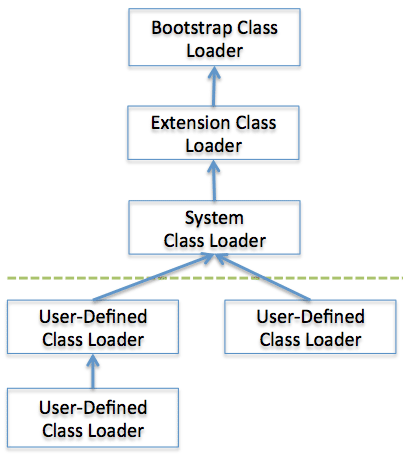 Bootstrap Class
Loader
Extension Class
Loader
System
Class Loader
User-Defined
Class Loader
User-Defined
Class Loader
User-Defined
Class Loader